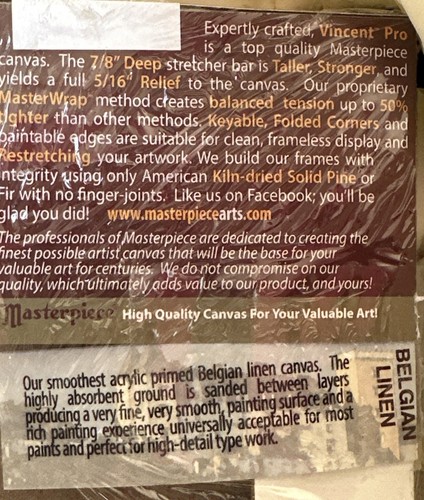 Expertly crafted, Vincent™ Pro
is a top quality Masterpiece
canvas. The 7/8" Deep stretcher bar is Taller, Stronger, and
yields a full 5/16" Relief to the canvas. Our proprietary
MasterWrap™ method creates balanced tension up to 50%
tighter than other methods. Keyable, Folded Corners and
paintable edges are suitable for clean, frameless display and
Restretching your artwork. We build our frames with
integrity using only American Kiln-dried Solid Pine or
Fir with no finger-joints. Like us on Facebook; you'll be
glad you did! www.masterpiecearts.com
The professionals of Masterpiece are dedicated to creating the
finest possible artist canvas that will be the base for your
valuable art for centuries. We do not compromise on our
quality, which ultimately adds value to our product, and yours!
Masterpiece High Quality Canvas For Your Valuable Art!
Our smoothest acrylic primed Belgian linen canvas. The
highly absorbent ground is sanded between layers
producing a very fine, very smooth, painting surface and a
rich painting experience universally acceptable for most
paints and perfect for high-detail type work.
BELGIAN
LINEN